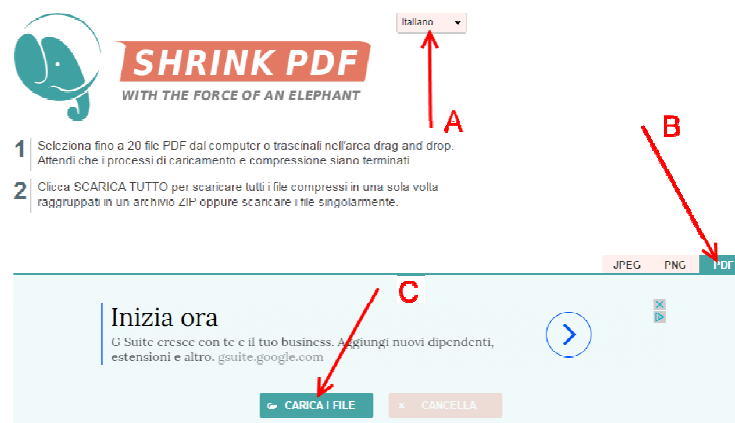 Italiano
A
SHRINK PDF
WITH THE FORCE OF AN ELEPHANT
B
1 Seleziona fino a 20 file PDF dal computer o trascinali nell'area drag and drop.
Attendi che i processi di caricamento e compressione siano terminati
2 Clicca SCARICA TUTTO per scaricare tutti i file compressi in una sola volta
raggruppati in un archivio ZIP oppure scaricare i file singolarmente.
JPEG PNG PDF
C
Inizia ora
G Suite cresce con te e il tuo business. Aggiungi nuovi dipendenti,
estensioni e altro. gsuite.google.com
CARICA I FILE
CANCELLA